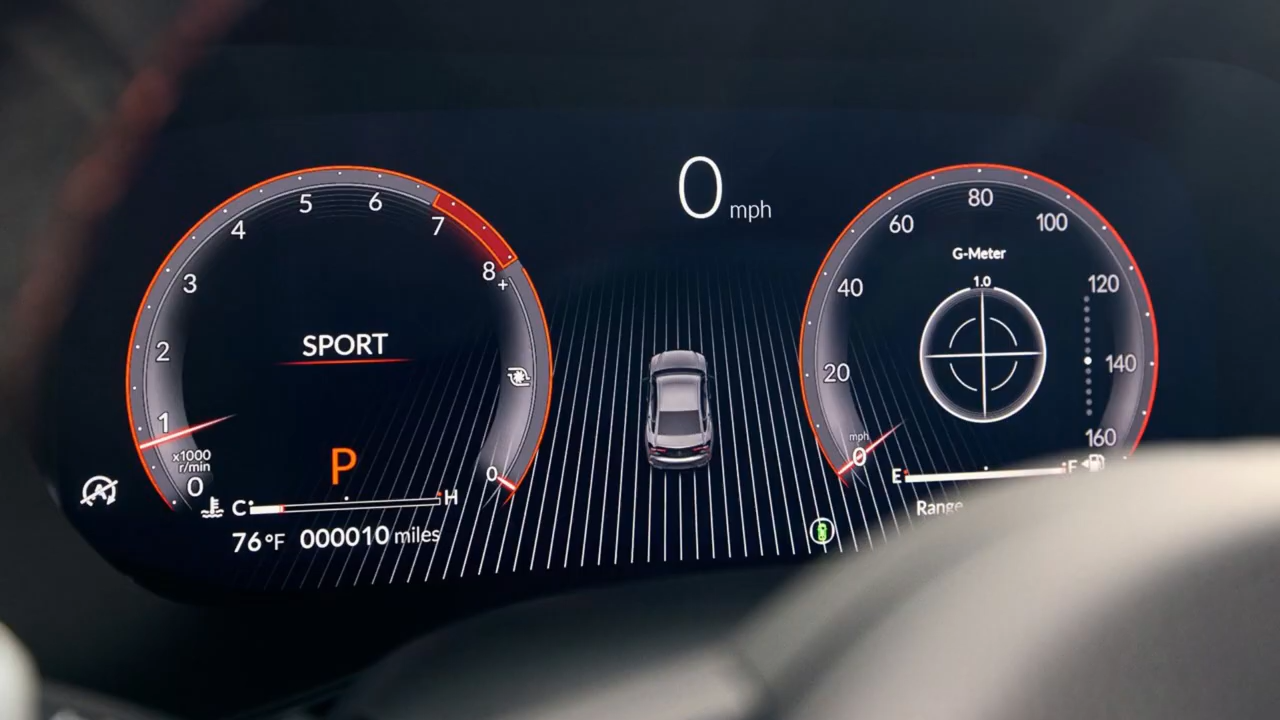 0 mph
5
6
4
7
3
8
+
2
1
x1000
r/min
0
SPORT
P
0
C
H
76°F 000010 miles
80
60
100
G-Meter
1.0
40
120
20
140
mph
0
160
E
F
Range